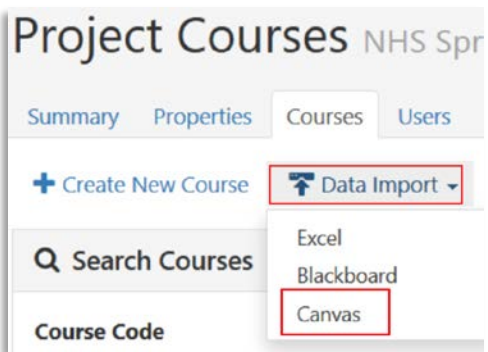 Project Courses NHS Spr
Summary Properties Courses Users
Create New Course Data Import
Excel
Blackboard
Canvas
Search Courses
Course Code